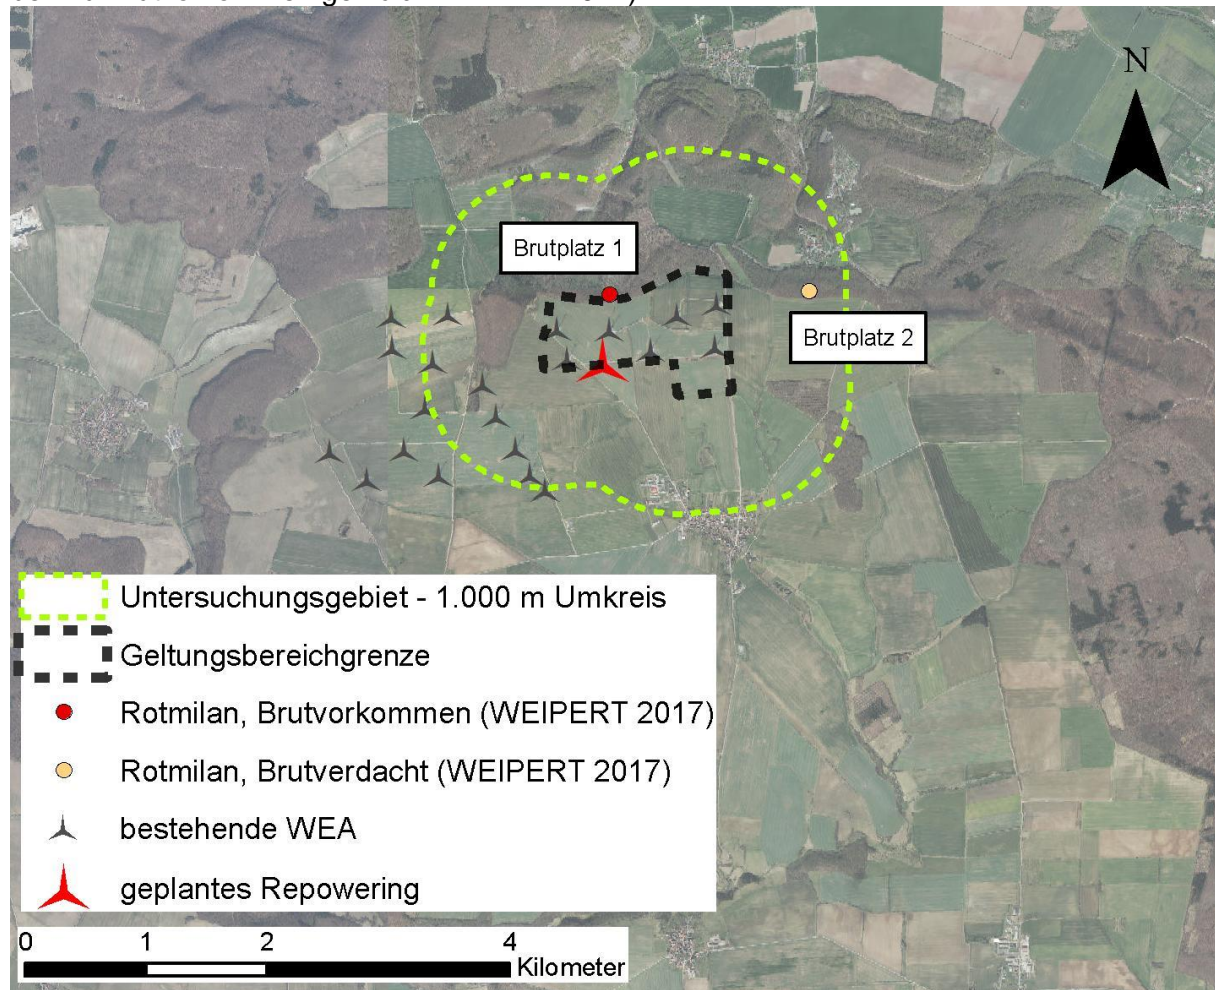 N
Brutplatz 1
Brutplatz 2
Untersuchungsgebiet - 1.000 m Umkreis
Geltungsbereichgrenze
Rotmilan, Brutvorkommen (WEIPERT 2017)
Rotmilan, Brutverdacht (WEIPERT 2017)
bestehende WEA
geplantes Repowering
0 1 2 4
Kilometer